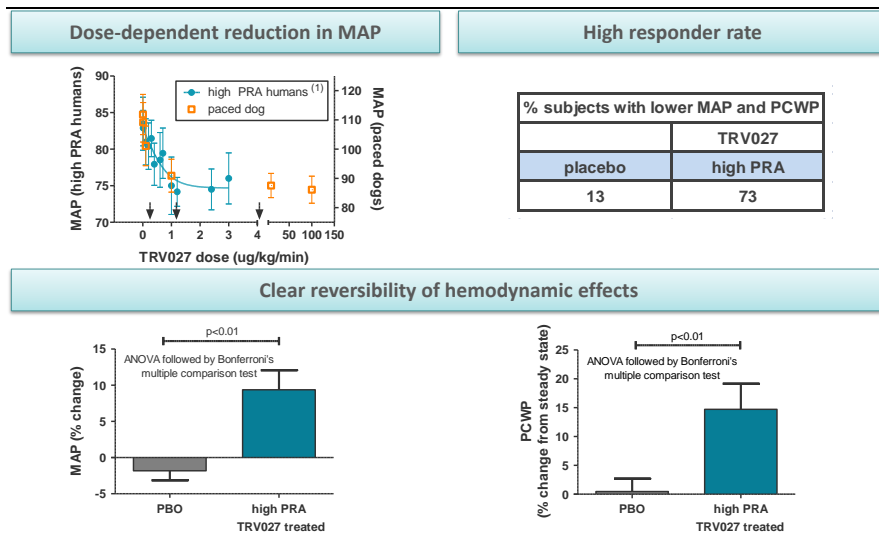 Dose-dependent reduction in MAP
High responder rate
MAP (high PRA humans)
90
85
80
75
70
high PRA humans (1)
paced dog
120
110
100
90
80
MAP (paced dogs)
0 1 2 3 4 50 100 150
TRV027 dose (ug/kg/min)
% subjects with lower MAP and PCWP
TRV027
placebo high PRA
13 73
Clear reversibility of hemodynamic effects
MAP (% change)
15
10
5
0
-5
p<0.01
ANOVA followed by Bonferroni's
multiple comparison test
PBO high PRA
TRV027 treated
PCWP
(% change from steady state)
25
20
15
10
5
0
p<0.01
ANOVA followed by Bonferroni's
multiple comparison test
PBO high PRA
TRV027 treated